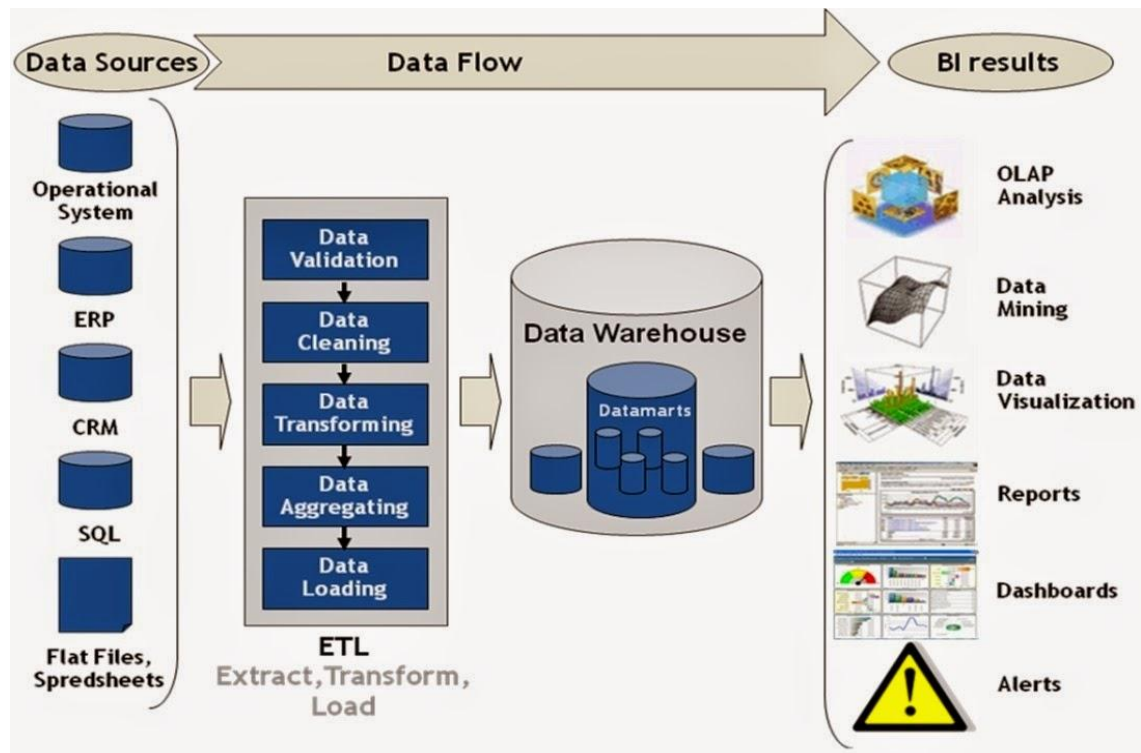 Data Sources
Data Flow
BI results
Operational
System
ERP
CRM
SQL
Flat Files,
Spredsheets
Data
Validation
Data
Cleaning
Data
Transforming
Data
Aggregating
Data
Loading
ETL
Extract,Transform,
Load
Data Warehouse
Datamarts
OLAP
Analysis
Data
Mining
Data
Visualization
Reports
Dashboards
Alerts